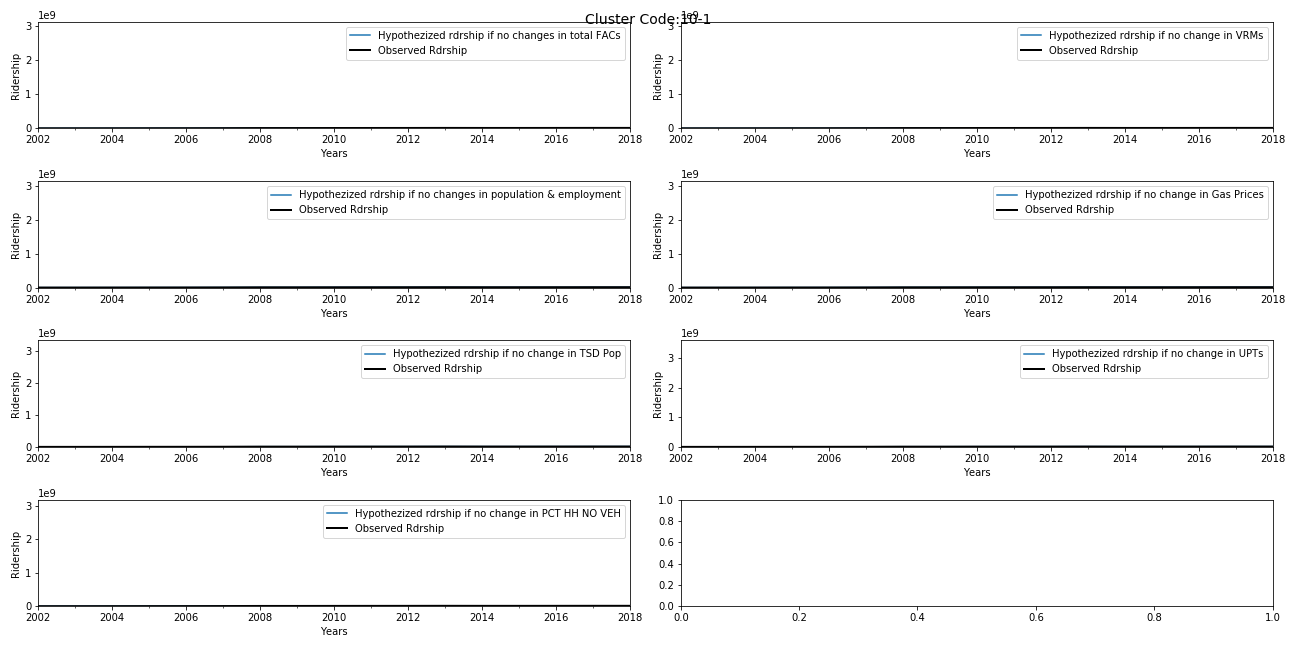 Cluster Code:10-1
1e9
Hypothezized rdrship if no changes in total FACs
Observed Rdrship
Ridership
3
2
1
0
2002 2004 2006 2008 2010 2012 2014 2016 2018
Years
1e9
Hypothezized rdrship if no change in VRMs
Observed Rdrship
Ridership
3
2
1
0
2002 2004 2006 2008 2010 2012 2014 2016 2018
Years
1e9
Hypothezized rdrship if no changes in population & employment
Observed Rdrship
Ridership
3
2
1
0
2002 2004 2006 2008 2010 2012 2014 2016 2018
Years
1e9
Hypothezized rdrship if no change in Gas Prices
Observed Rdrship
Ridership
3
2
1
0
2002 2004 2006 2008 2010 2012 2014 2016 2018
Years
1e9
Hypothezized rdrship if no change in TSD Pop
Observed Rdrship
Ridership
3
2
1
0
2002 2004 2006 2008 2010 2012 2014 2016 2018
Years
1e9
Hypothezized rdrship if no change in UPTs
Observed Rdrship
Ridership
3
2
1
0
2002 2004 2006 2008 2010 2012 2014 2016 2018
Years
1e9
Hypothezized rdrship if no change in PCT HH NO VEH
Observed Rdrship
Ridership
3
2
1
0
2002 2004 2006 2008 2010 2012 2014 2016 2018
Years
1.0
0.8
0.6
0.4
0.2
0.0
0.0 0.2 0.4 0.6 0.8 1.0